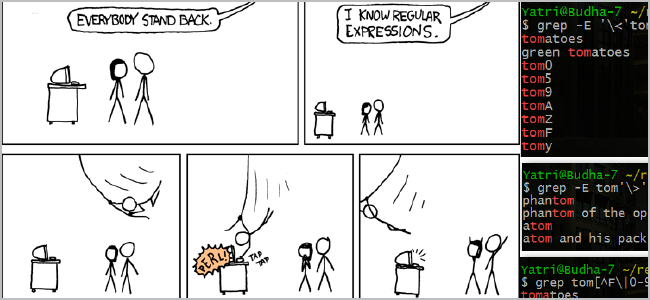 EVERYBODY STAND BACK.
I KNOW REGULAR
EXPRESSIONS.
PERL!
TAP
TAP
Yatri@Budha-7 ~/r
$ grep -E '\<'tom
tomatoes
green tomatoes
tom0
tom5
tom9
tomA
tomZ
tomF
tomy
Yatri@Budha-7 ~/r
$ grep -E tom'\>'
phantom
phantom of the op
atom
atom and his pack
Yatri@Budha-7 ~/re
$ grep tom[^F\|0-9
tomatoes